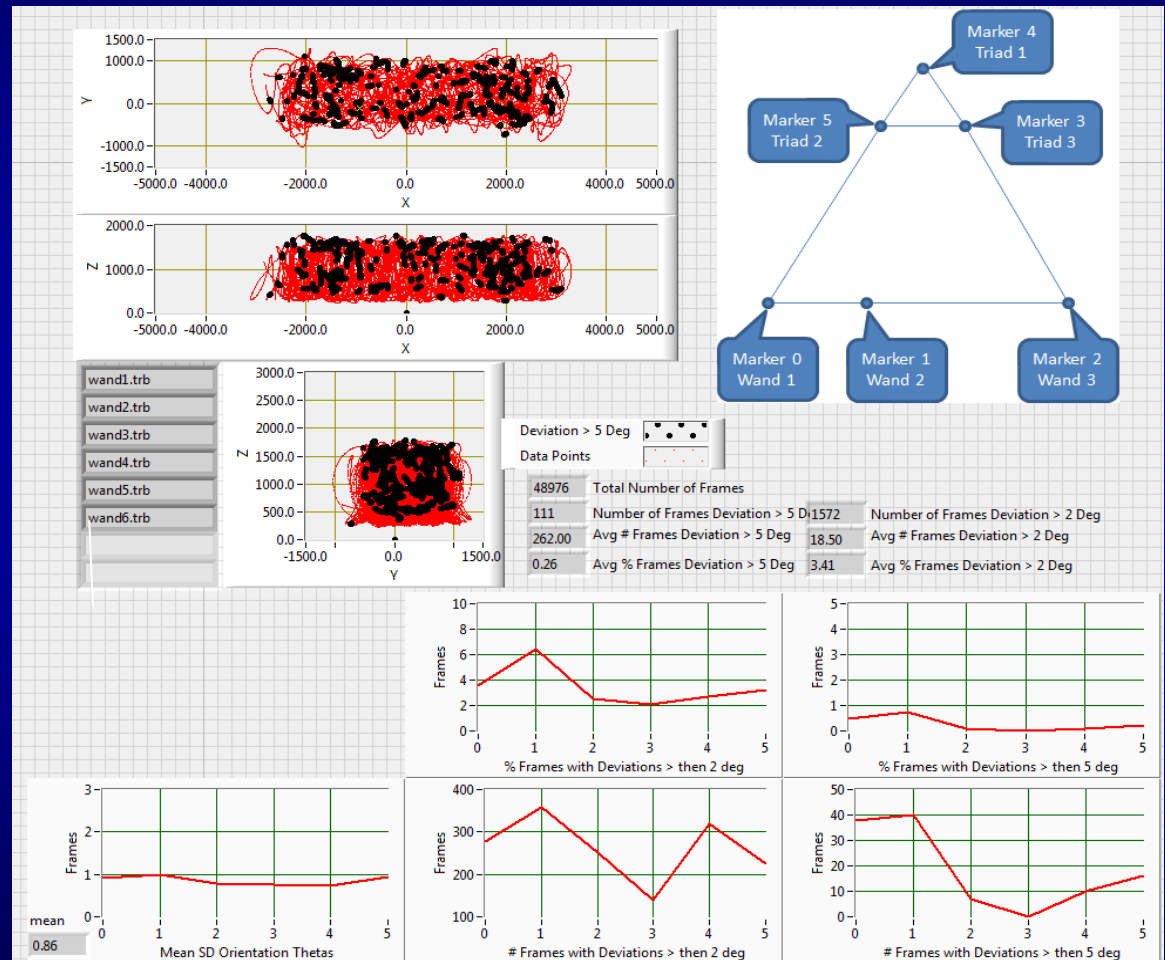 1500.0
1000.0
0.0
-1000.0
-1500.0
Y
-5000.0 -4000.0 -2000.0 0.0 2000.0 4000.0 5000.0
X
2000.0
1000.0
0.0
Z
-5000.0 -4000.0 -2000.0 0.0 2000.0 4000.0 5000.0
X
Marker 4
Triad 1
Marker 5
Triad 2
Marker 3
Triad 3
Marker 0
Wand 1
Marker 1
Wand 2
Marker 2
Wand 3
wand1.trb
wand2.trb
wand3.trb
wand4.trb
wand5.trb
wand6.trb
3000.0
2500.0
2000.0
1500.0
1000.0
500.0
0.0
Z
-1500.0 0.0 1500.0
Y
Deviation > 5 Deg
Data Points
48976 Total Number of Frames
111 Number of Frames Deviation > 5 D 1572 Number of Frames Deviation > 2 Deg
262.00 Avg # Frames Deviation > 5 Deg 18.50 Avg # Frames Deviation > 2 Deg
0.26 Avg % Frames Deviation > 5 Deg 3.41 Avg % Frames Deviation > 2 Deg
10
8
6
4
2
0
Frames
0 1 2 3 4 5
% Frames with Deviations > then 2 deg
5
4
3
2
1
0
Frames
0 1 2 3 4 5
% Frames with Deviations > then 5 deg
3
2
1
0
Frames
0 1 2 3 4 5
Mean SD Orientation Thetas
mean
0.86
400
300
200
100
Frames
0 1 2 3 4 5
# Frames with Deviations > then 2 deg
50
40
30
20
10
0
Frames
0 1 2 3 4 5
# Frames with Deviations > then 5 deg